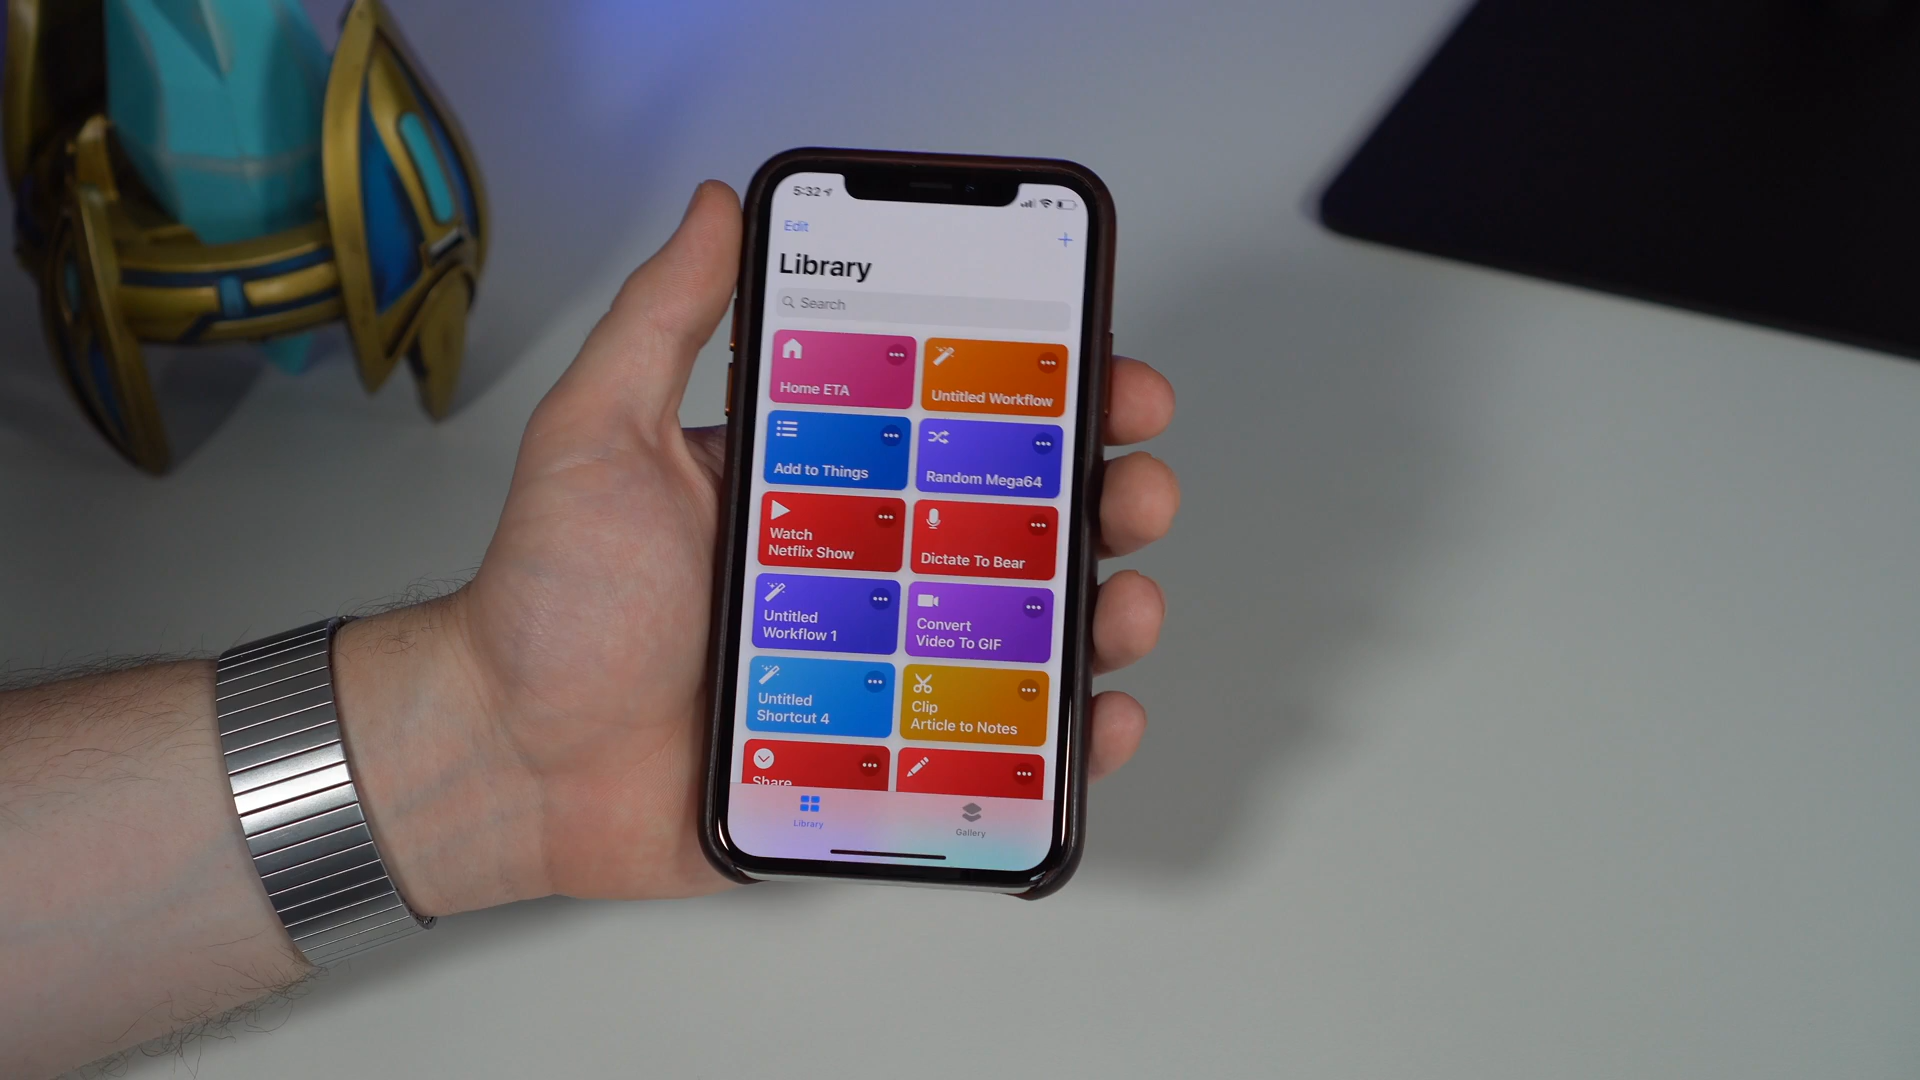 5:32
Edit
+
Library
Search
Home ETA
Untitled Workflow
Add to Things
Random Mega64
Watch
Netflix Show
Dictate To Bear
Untitled
Workflow 1
Convert
Video To GIF
Untitled
Shortcut 4
Clip
Article to Notes
Share
Library
Gallery